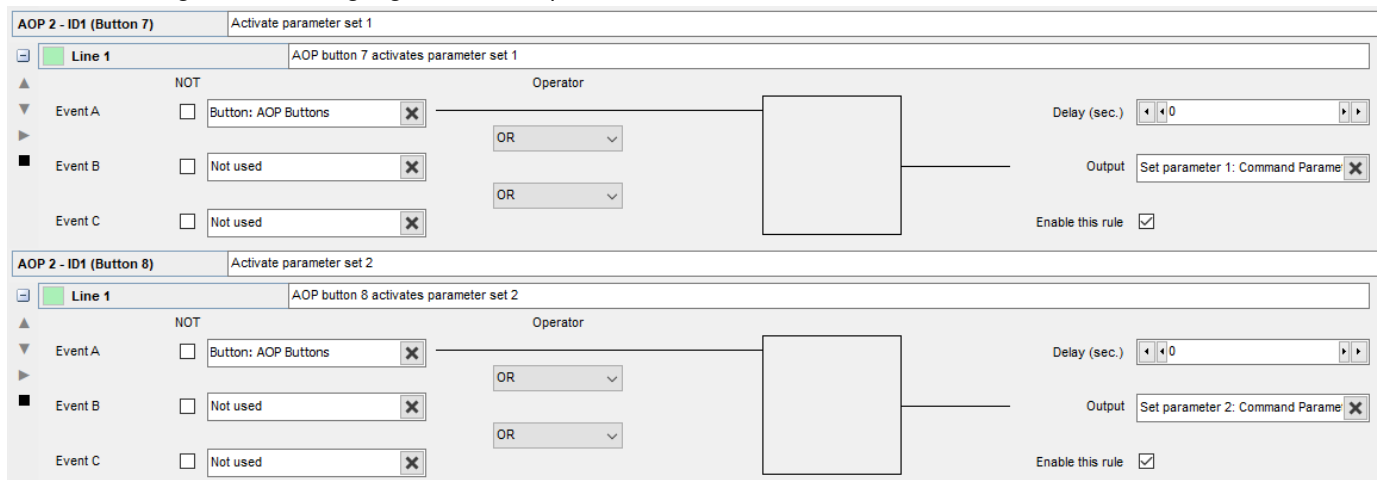 AOP 2 - ID1 (Button 7) Activate parameter set 1
Line 1 AOP button 7 activates parameter set 1
NOT Operator
Event A Button: AOP Buttons Delay (sec.) 0
OR
Event B Not used Output Set parameter 1: Command Parame
OR
Event C Not used Enable this rule
AOP 2 - ID1 (Button 8) Activate parameter set 2
Line 1 AOP button 8 activates parameter set 2
NOT Operator
Event A Button: AOP Buttons Delay (sec.) 0
OR
Event B Not used Output Set parameter 2: Command Parame
OR
Event C Not used Enable this rule